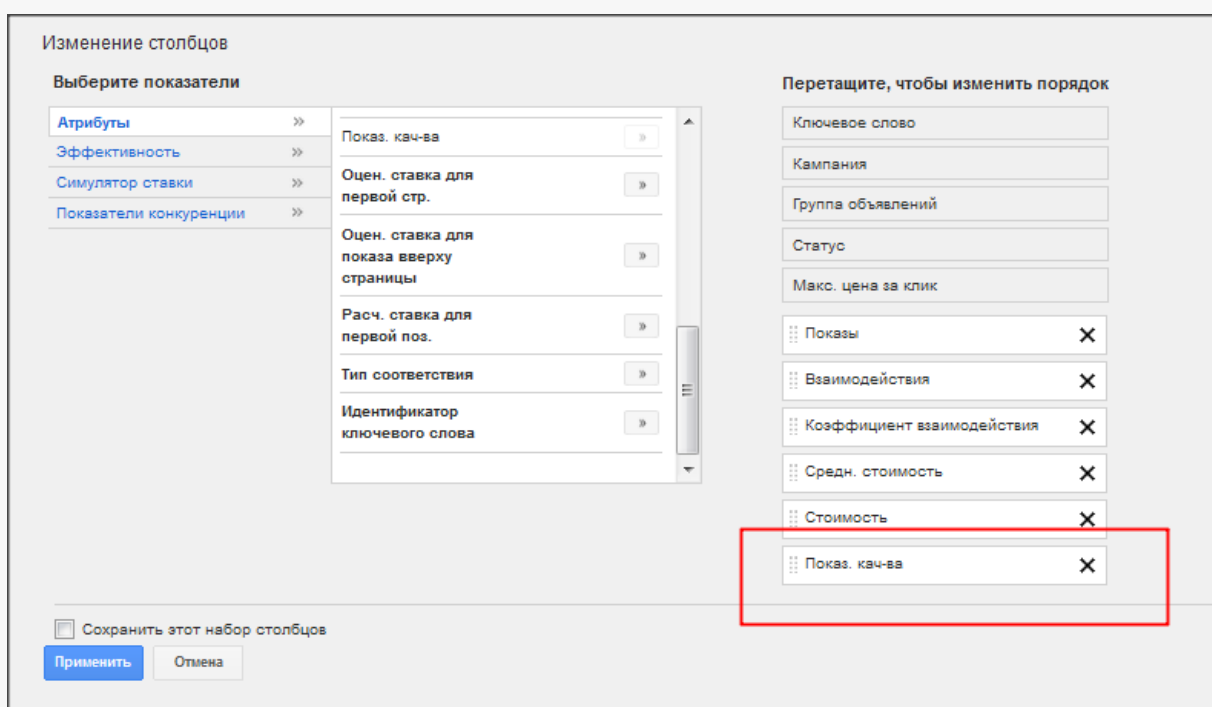 Изменение столбцов
Выберите показатели
Атрибуты »
Эффективность »
Симулятор ставки »
Показатели конкуренции »
Показ. кач-ва »
Оцен. ставка для
первой стр. »
Оцен. ставка для
показа вверху »
страницы
Расч. ставка для
первой поз. »
Тип соответствия »
Идентификатор
ключевого слова »
Перетащите, чтобы изменить порядок
Ключевое слово
Кампания
Группа объявлений
Статус
Макс. цена за клик
Показы
Взаимодействия
Коэффициент взаимодействия
Средн. стоимость
Стоимость
Показ. кач-ва
Сохранить этот набор столбцов
Применить Отмена